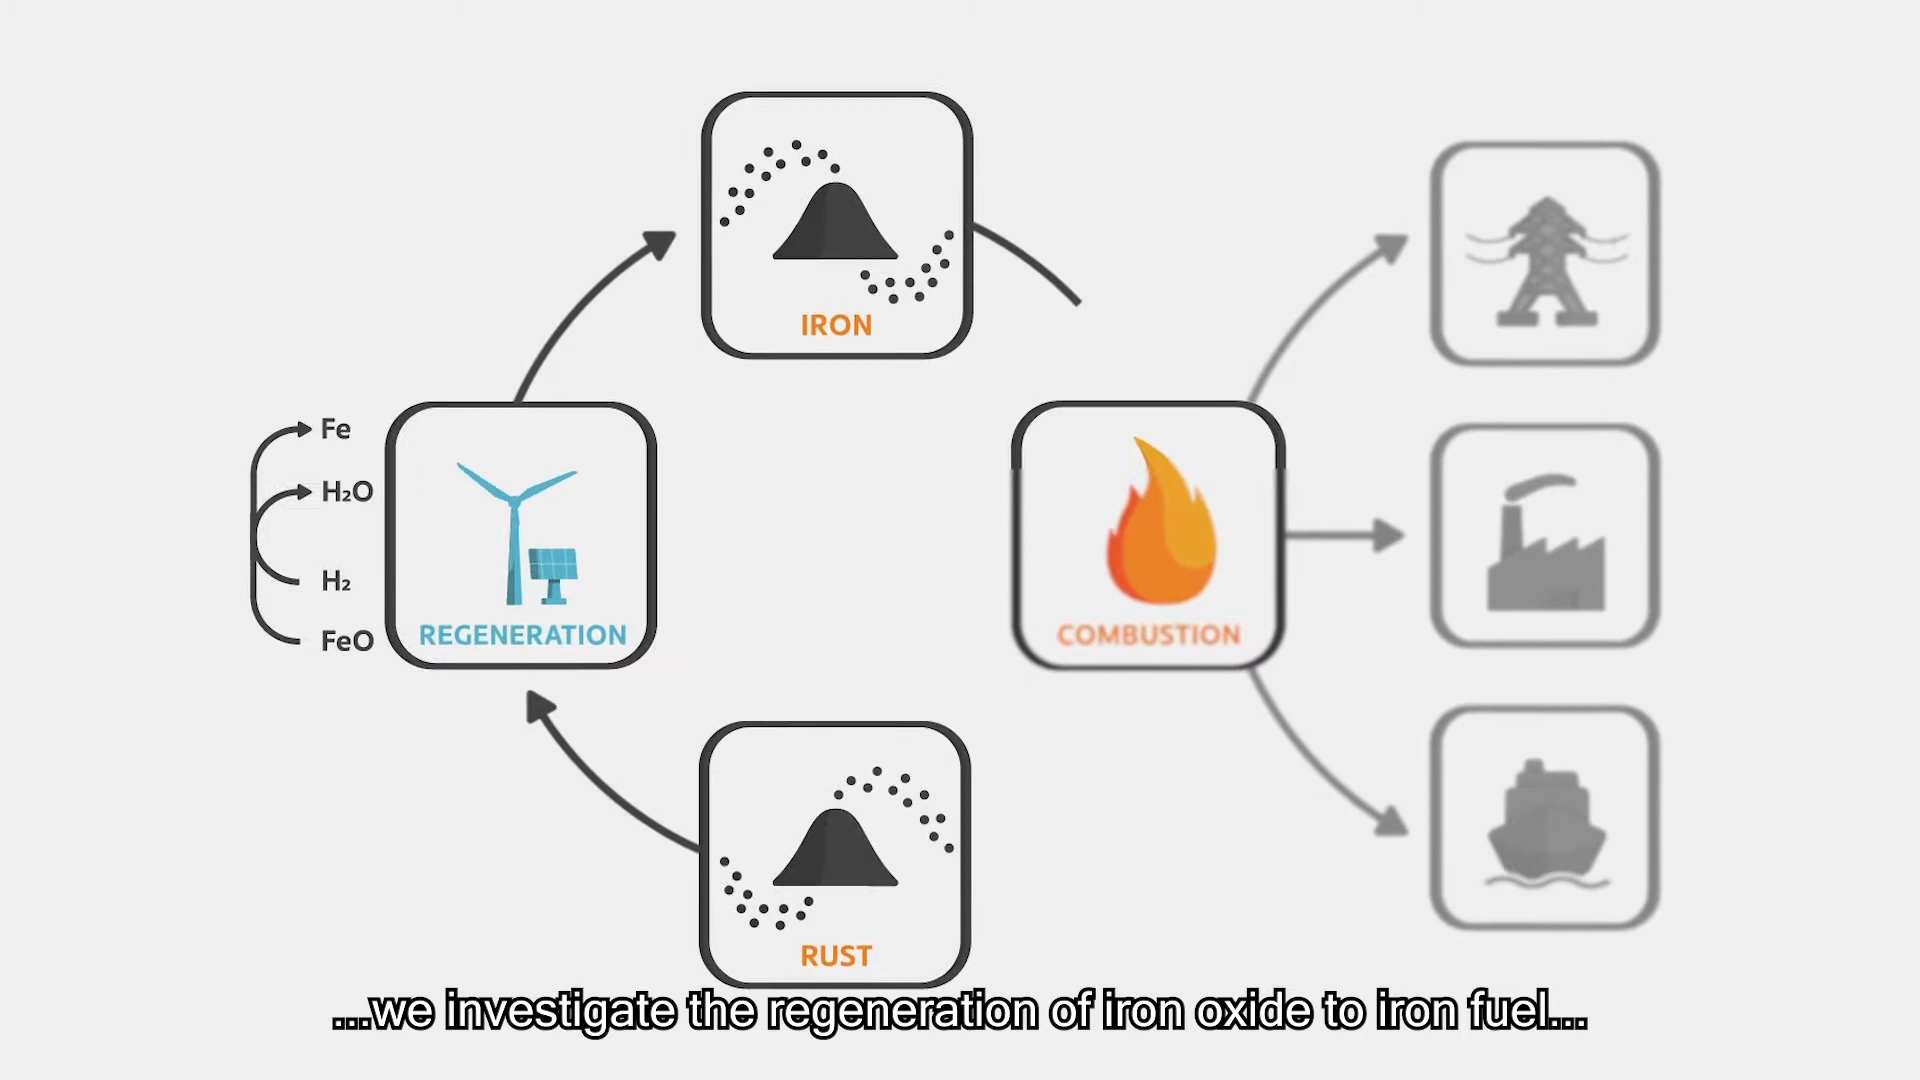 IRON
Fe
H₂O
H₂
FeO
REGENERATION
COMBUSTION
RUST
...we investigate the regeneration of iron oxide to iron fuel...